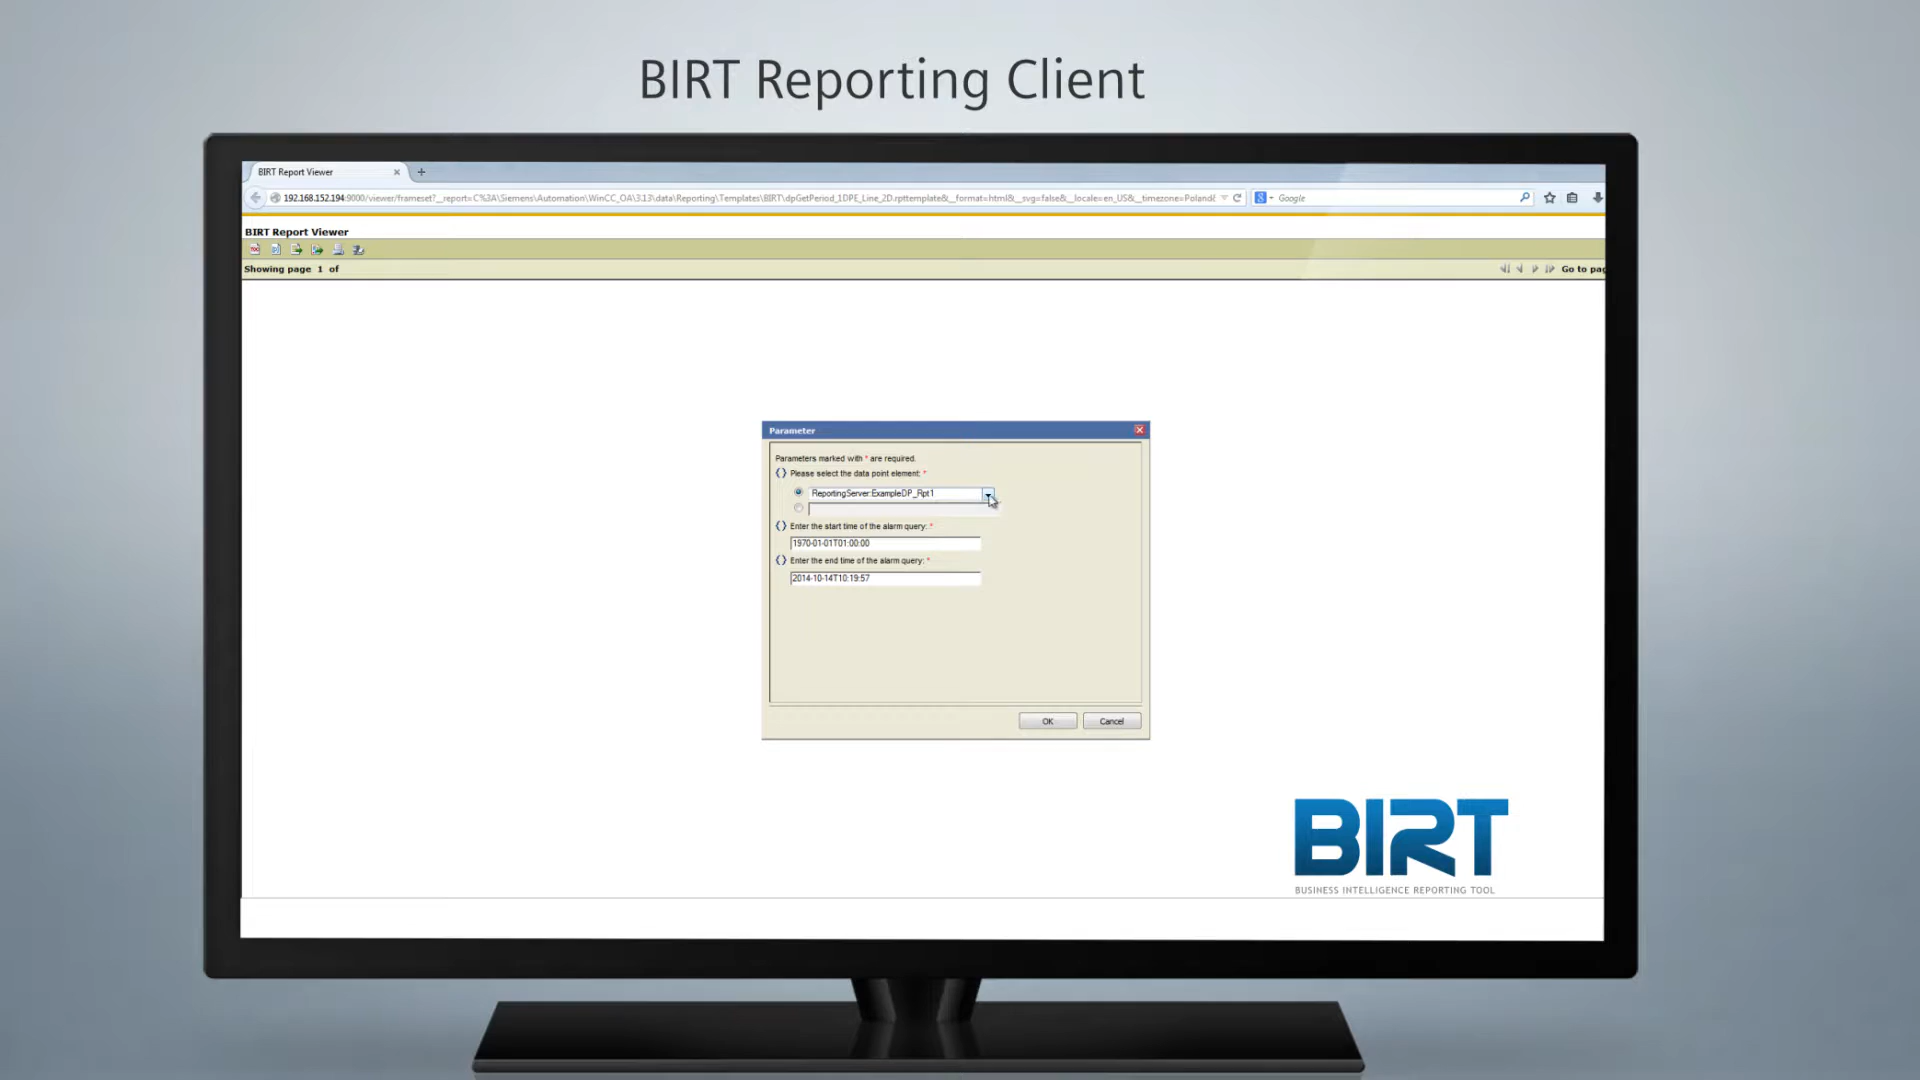 BIRT Reporting Client
BIRT Report Viewer
192.168.152.194:9000/viewer/frameset?__report=C%3A\Siemens\Automation\WinCC_OA\3.13\data\Reporting\Templates\BIRT\dpGetPeriod_1DPE_Line_2D.rpttemplate&__format=html&__svg=false&__locale=en_US&__timezone=Poland& Google
BIRT Report Viewer
Showing page 1 of Go to pag
Parameter
Parameters marked with * are required.
Please select the data point element: *
ReportingServer:ExampleDP_Rpt1
Enter the start time of the alarm query: *
1970-01-01T01:00:00
Enter the end time of the alarm query: *
2014-10-14T10:19:57
OK Cancel
BIRT
BUSINESS INTELLIGENCE REPORTING TOOL